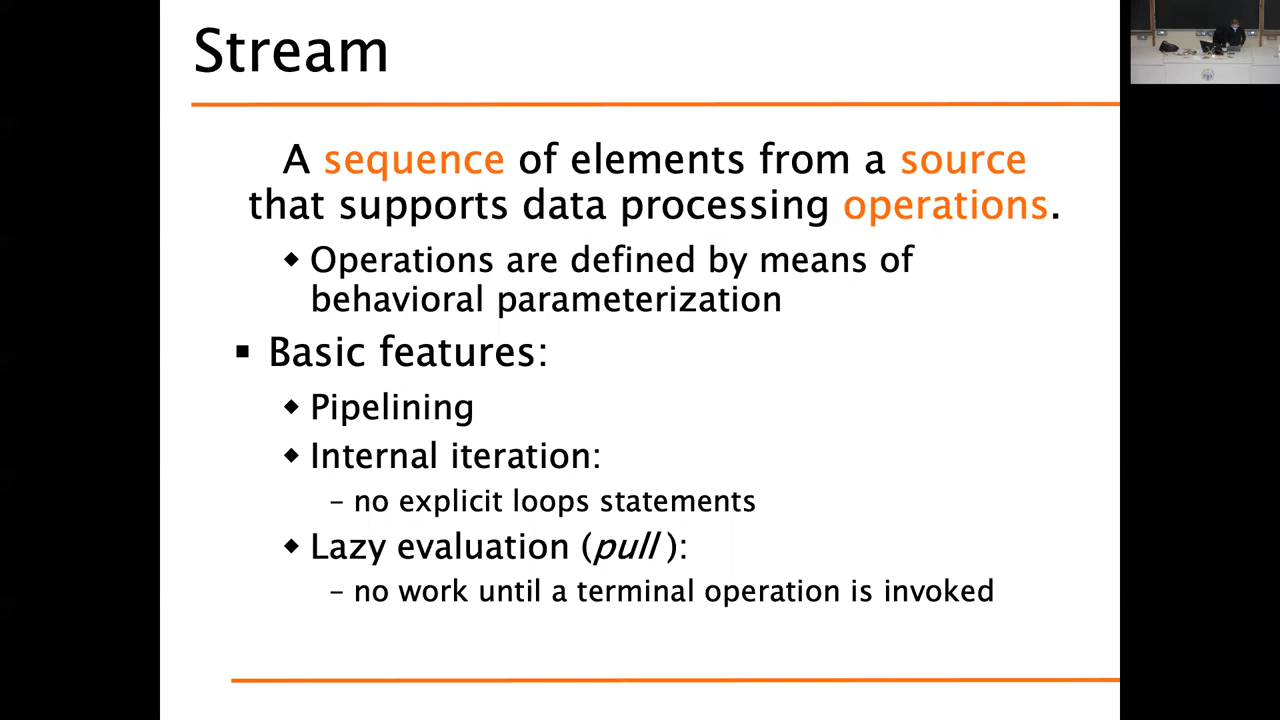 Stream
A sequence of elements from a source
that supports data processing operations.
◆ Operations are defined by means of
behavioral parameterization
▪ Basic features:
◆ Pipelining
◆ Internal iteration:
– no explicit loops statements
◆ Lazy evaluation (pull ):
– no work until a terminal operation is invoked